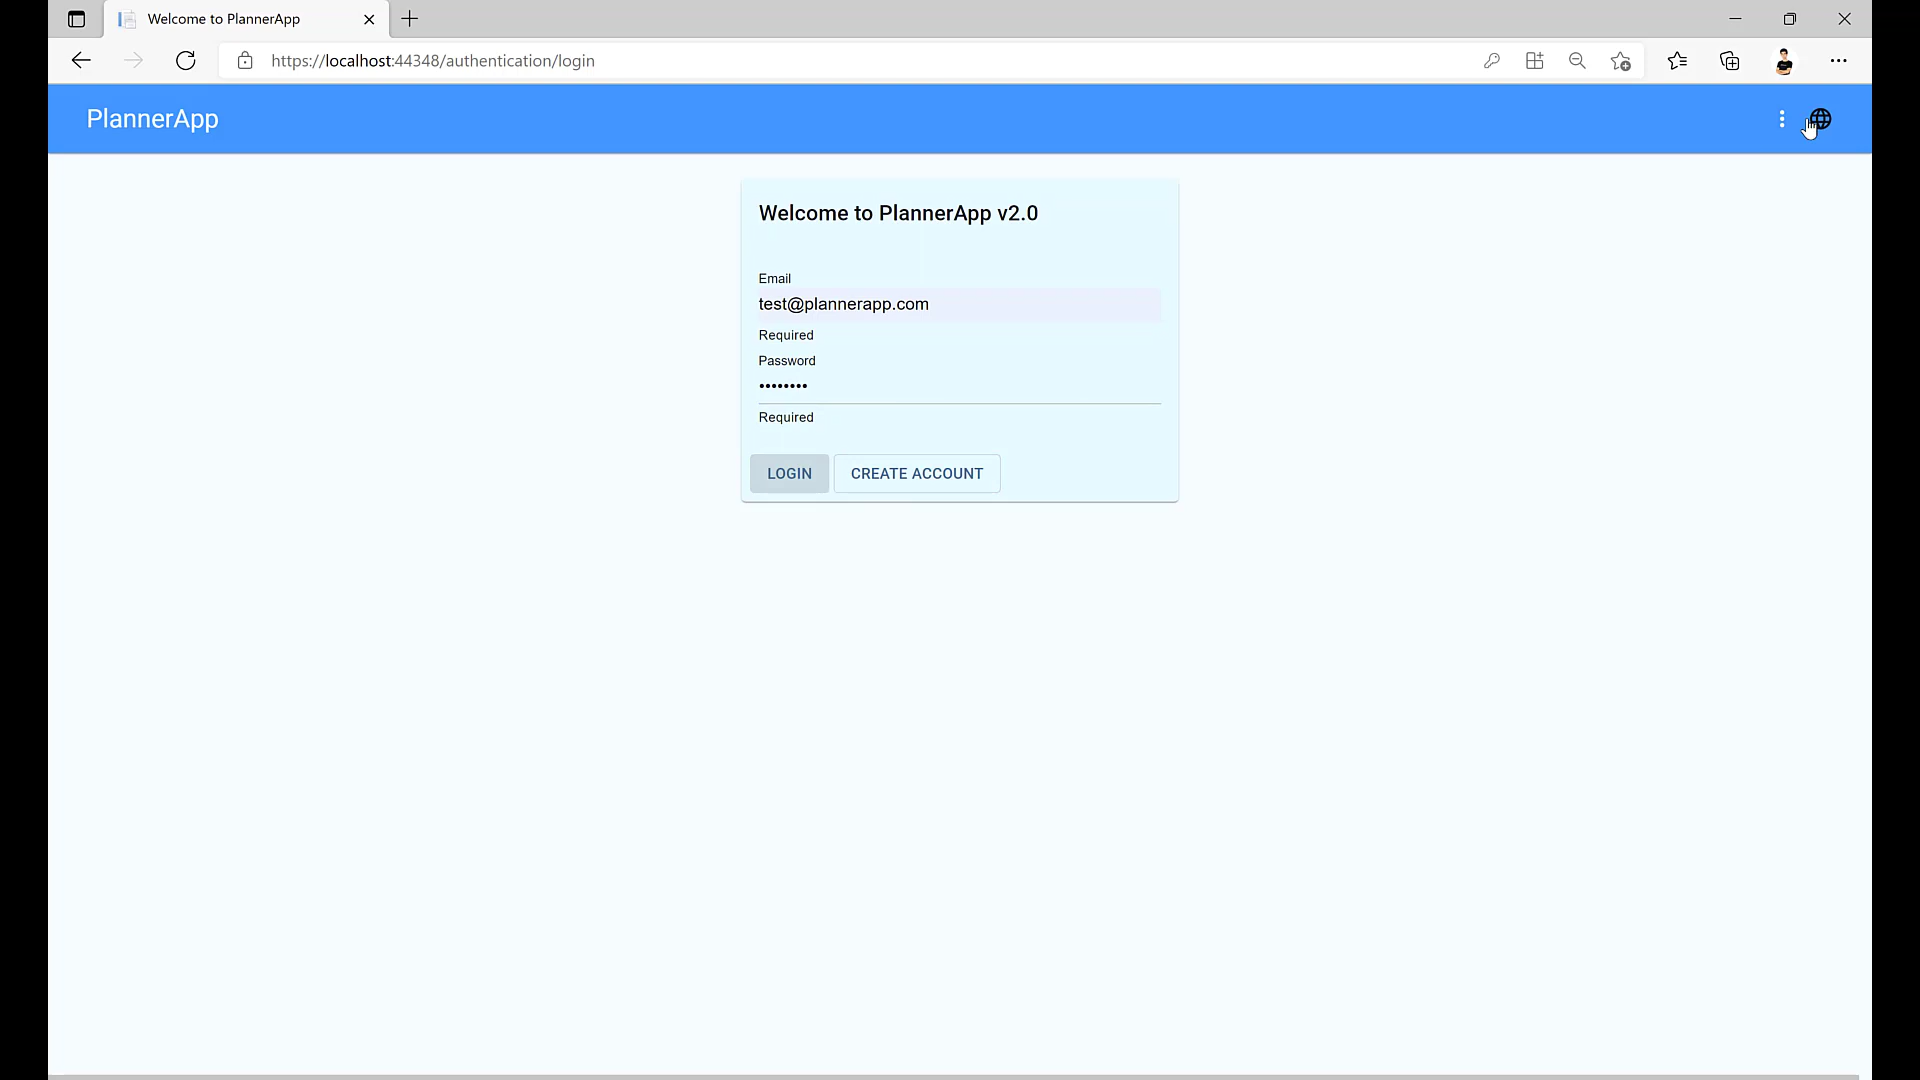 Welcome to PlannerApp
https://localhost:44348/authentication/login
PlannerApp
Welcome to PlannerApp v2.0
Email
test@plannerapp.com
Required
Password
••••••••
Required
LOGIN CREATE ACCOUNT